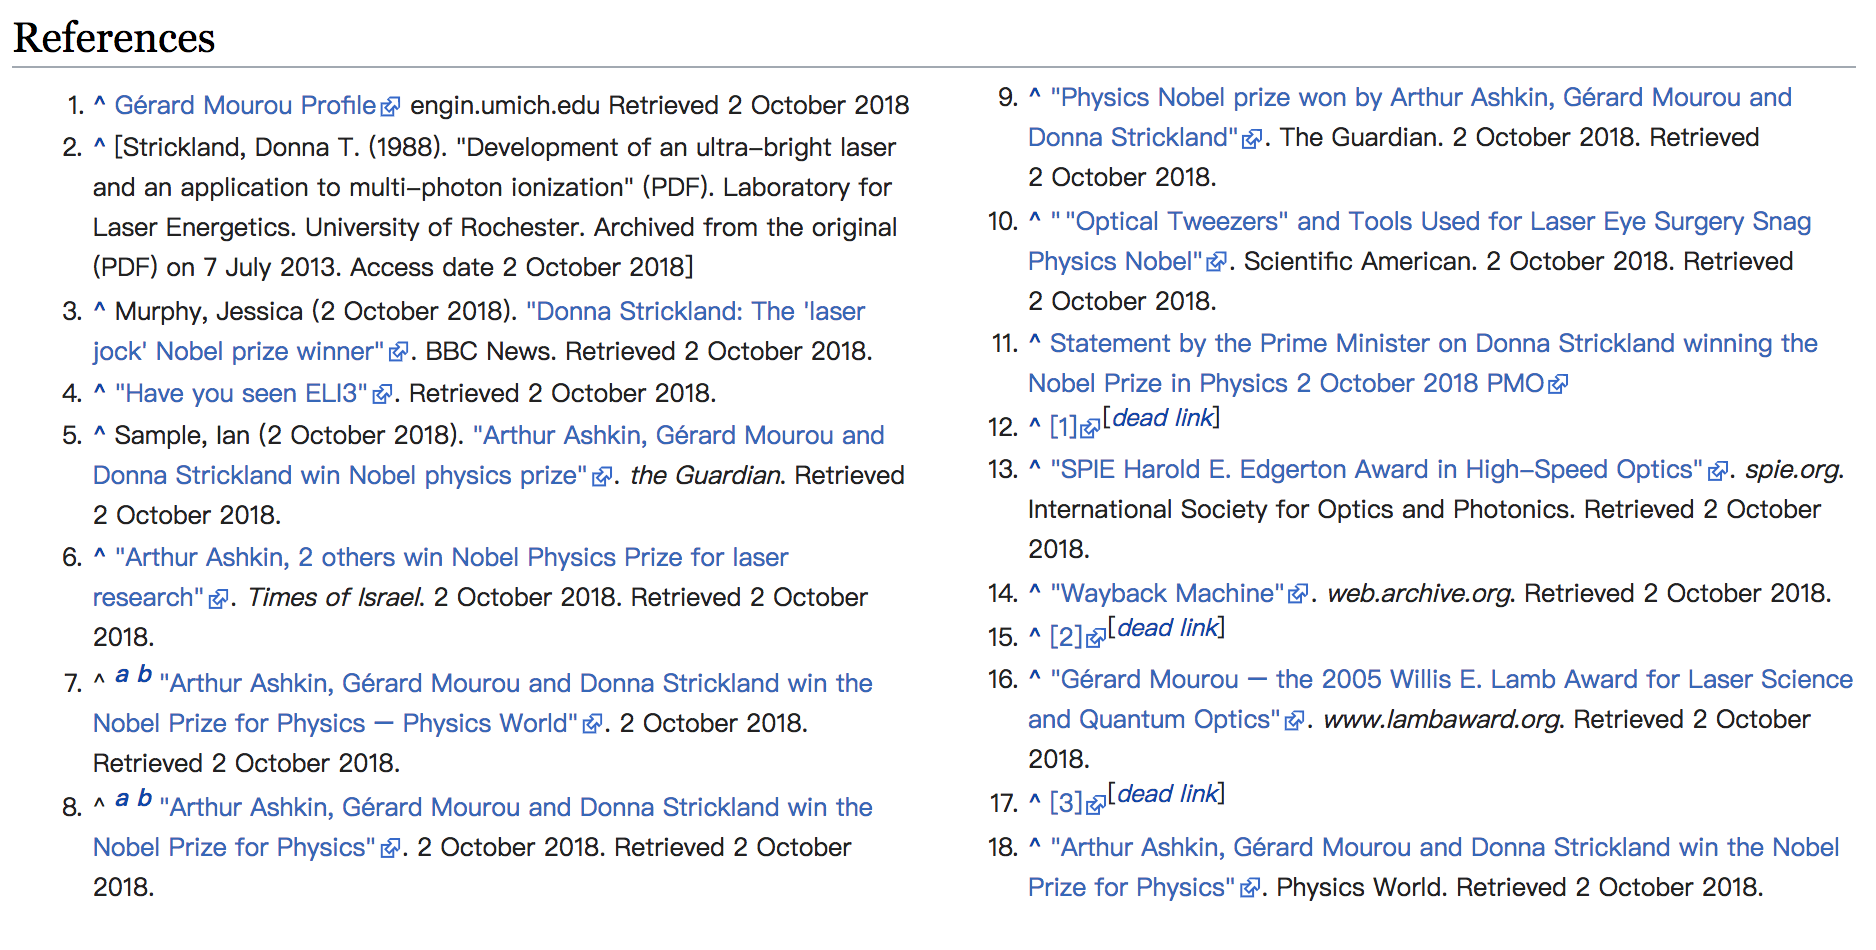 References
1. ^ Gérard Mourou Profile engin.umich.edu Retrieved 2 October 2018
2. ^ [Strickland, Donna T. (1988). "Development of an ultra-bright laser
and an application to multi-photon ionization" (PDF). Laboratory for
Laser Energetics. University of Rochester. Archived from the original
(PDF) on 7 July 2013. Access date 2 October 2018]
3. ^ Murphy, Jessica (2 October 2018). "Donna Strickland: The 'laser
jock' Nobel prize winner". BBC News. Retrieved 2 October 2018.
4. ^ "Have you seen ELI3". Retrieved 2 October 2018.
5. ^ Sample, Ian (2 October 2018). "Arthur Ashkin, Gérard Mourou and
Donna Strickland win Nobel physics prize". the Guardian. Retrieved
2 October 2018.
6. ^ "Arthur Ashkin, 2 others win Nobel Physics Prize for laser
research". Times of Israel. 2 October 2018. Retrieved 2 October
2018.
7. ^ a b "Arthur Ashkin, Gérard Mourou and Donna Strickland win the
Nobel Prize for Physics – Physics World". 2 October 2018.
Retrieved 2 October 2018.
8. ^ a b "Arthur Ashkin, Gérard Mourou and Donna Strickland win the
Nobel Prize for Physics". 2 October 2018. Retrieved 2 October
2018.
9. ^ "Physics Nobel prize won by Arthur Ashkin, Gérard Mourou and
Donna Strickland". The Guardian. 2 October 2018. Retrieved
2 October 2018.
10. ^ " "Optical Tweezers" and Tools Used for Laser Eye Surgery Snag
Physics Nobel". Scientific American. 2 October 2018. Retrieved
2 October 2018.
11. ^ Statement by the Prime Minister on Donna Strickland winning the
Nobel Prize in Physics 2 October 2018 PMO
12. ^ [1][dead link]
13. ^ "SPIE Harold E. Edgerton Award in High-Speed Optics". spie.org.
International Society for Optics and Photonics. Retrieved 2 October
2018.
14. ^ "Wayback Machine". web.archive.org. Retrieved 2 October 2018.
15. ^ [2][dead link]
16. ^ "Gérard Mourou – the 2005 Willis E. Lamb Award for Laser Science
and Quantum Optics". www.lambaward.org. Retrieved 2 October
2018.
17. ^ [3][dead link]
18. ^ "Arthur Ashkin, Gérard Mourou and Donna Strickland win the Nobel
Prize for Physics". Physics World. Retrieved 2 October 2018.